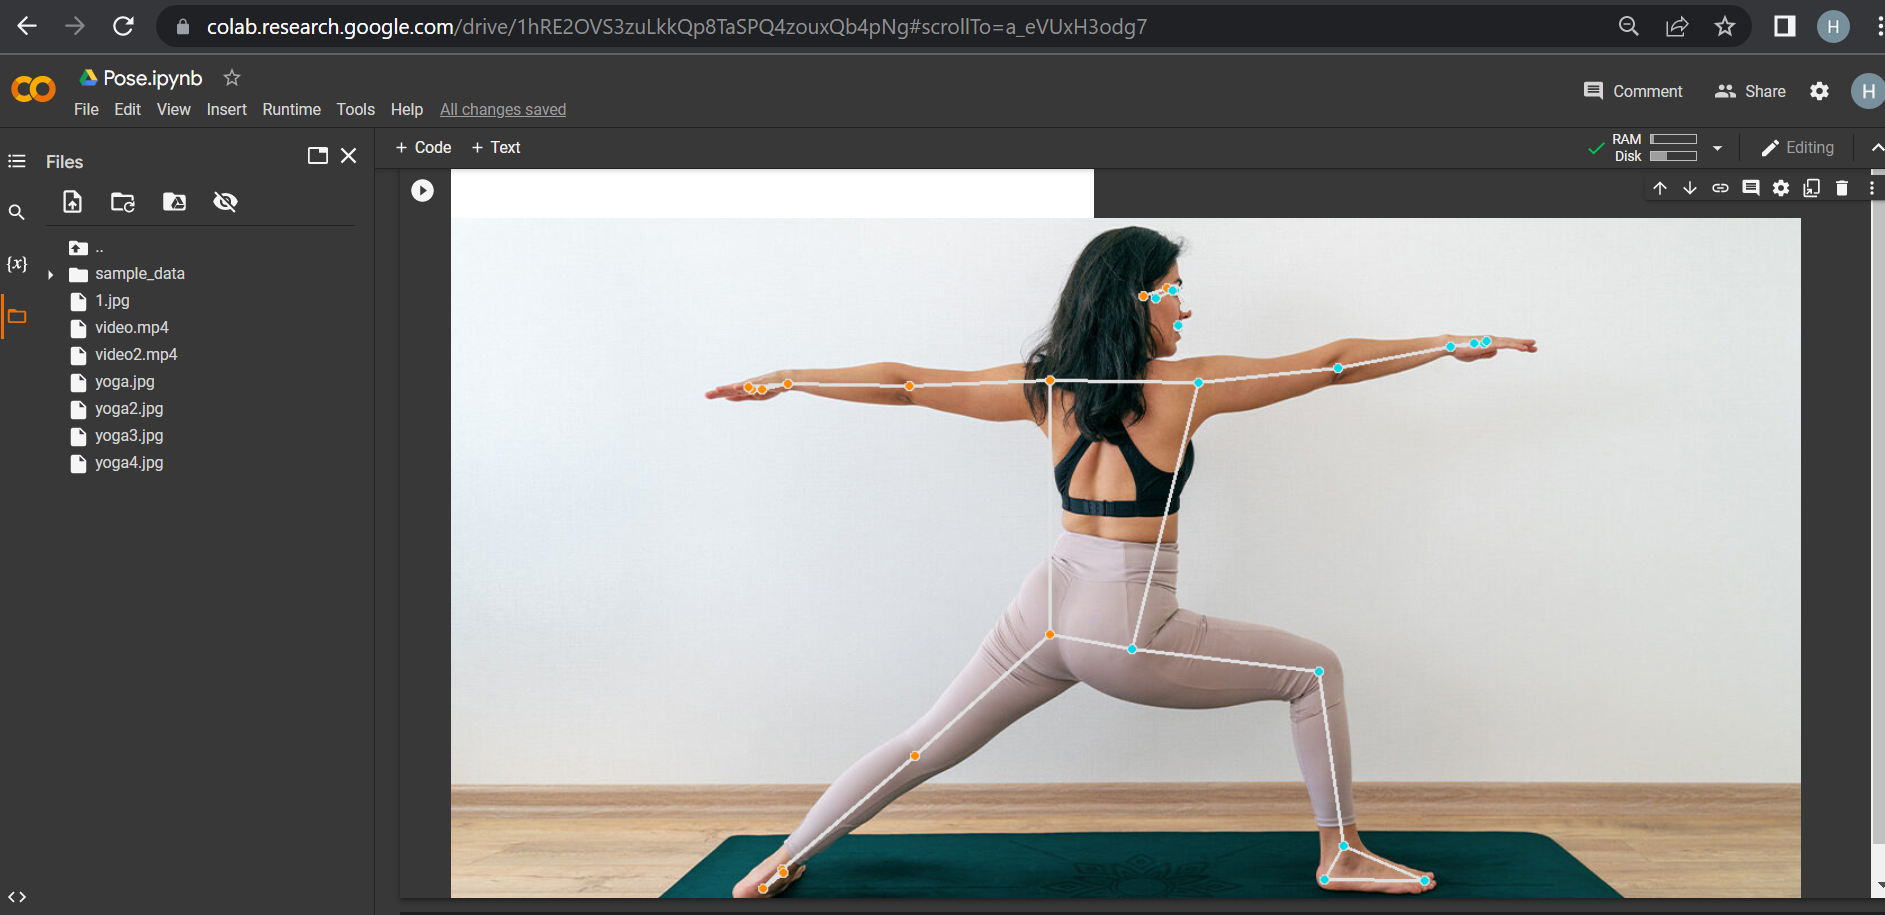 colab.research.google.com/drive/1hRE2OVS3zuLkkQp8TaSPQ4zouxQb4pNg#scrollTo=a_eVUxH3odg7
H
Pose.ipynb
File Edit View Insert Runtime Tools Help All changes saved
Comment Share H
Files
+ Code + Text
RAM
Disk
Editing
{x}
..
sample_data
1.jpg
video.mp4
video2.mp4
yoga.jpg
yoga2.jpg
yoga3.jpg
yoga4.jpg